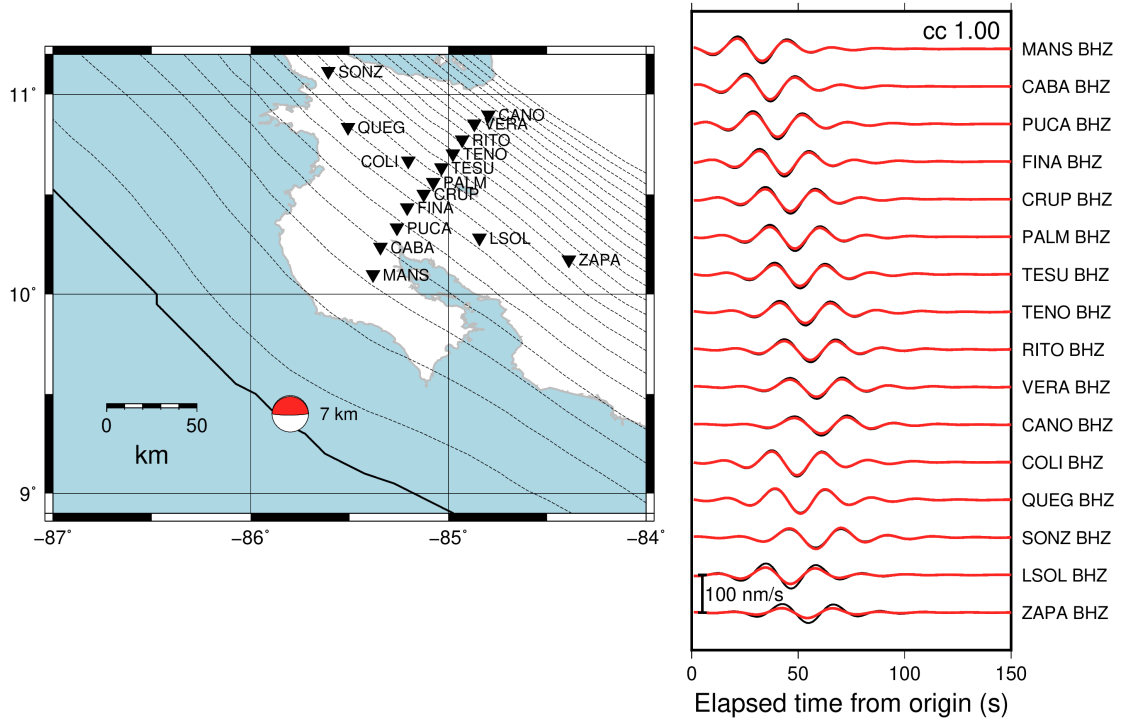 11°
10°
9°
−87°
−86°
−85°
−84°
SONZ
CANO
VERA
QUEG
RITO
TENO
COLI
TESU
PALM
CRUP
FINA
PUCA
LSOL
CABA
ZAPA
MANS
7 km
0
50
km
cc 1.00
MANS BHZ
CABA BHZ
PUCA BHZ
FINA BHZ
CRUP BHZ
PALM BHZ
TESU BHZ
TENO BHZ
RITO BHZ
VERA BHZ
CANO BHZ
COLI BHZ
QUEG BHZ
SONZ BHZ
LSOL BHZ
100 nm/s
ZAPA BHZ
0
50
100
150
Elapsed time from origin (s)